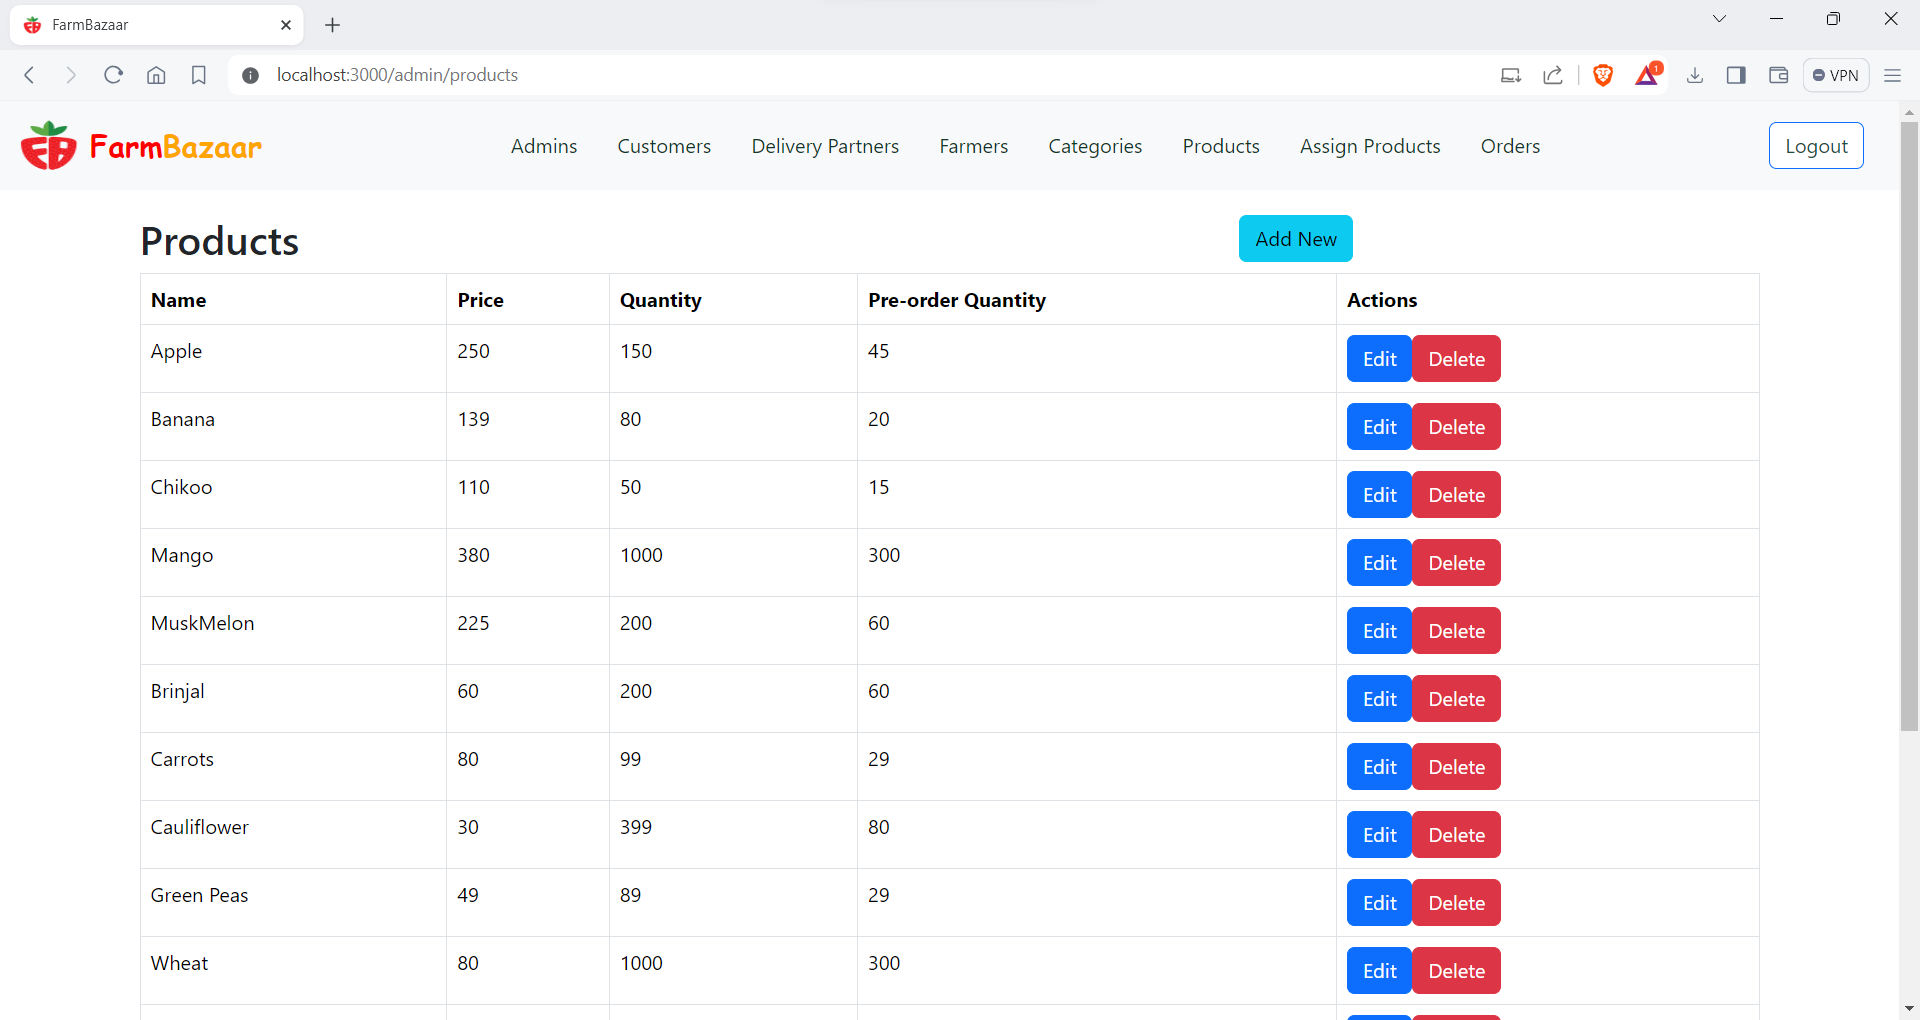 FarmBazaar
localhost:3000/admin/products
1
VPN
FarmBazaar Admins Customers Delivery Partners Farmers Categories Products Assign Products Orders Logout
Products Add New
Name Price Quantity Pre-order Quantity Actions
Apple 250 150 45 Edit Delete
Banana 139 80 20 Edit Delete
Chikoo 110 50 15 Edit Delete
Mango 380 1000 300 Edit Delete
MuskMelon 225 200 60 Edit Delete
Brinjal 60 200 60 Edit Delete
Carrots 80 99 29 Edit Delete
Cauliflower 30 399 80 Edit Delete
Green Peas 49 89 29 Edit Delete
Wheat 80 1000 300 Edit Delete